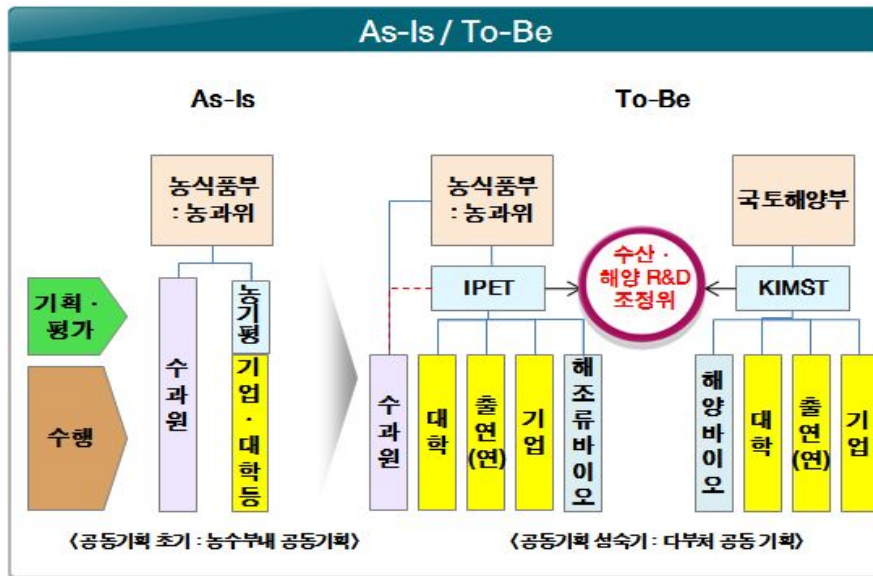 As-Is / To-Be
As-Is
To-Be
농식품부
: 농과위
농식품부
: 농과위
국토해양부
수산 ·
해양 R&D
조정위
IPET
KIMST
기획 ·
평가
수행
수과원
농기평
기업·대학등
수과원
대학
출연(연)
기업
해조류바이오
해양바이오
대학
출연(연)
기업
〈공동기획 초기 : 농수부내 공동기획〉
〈공동기획 성숙기 : 다부처 공동 기획〉